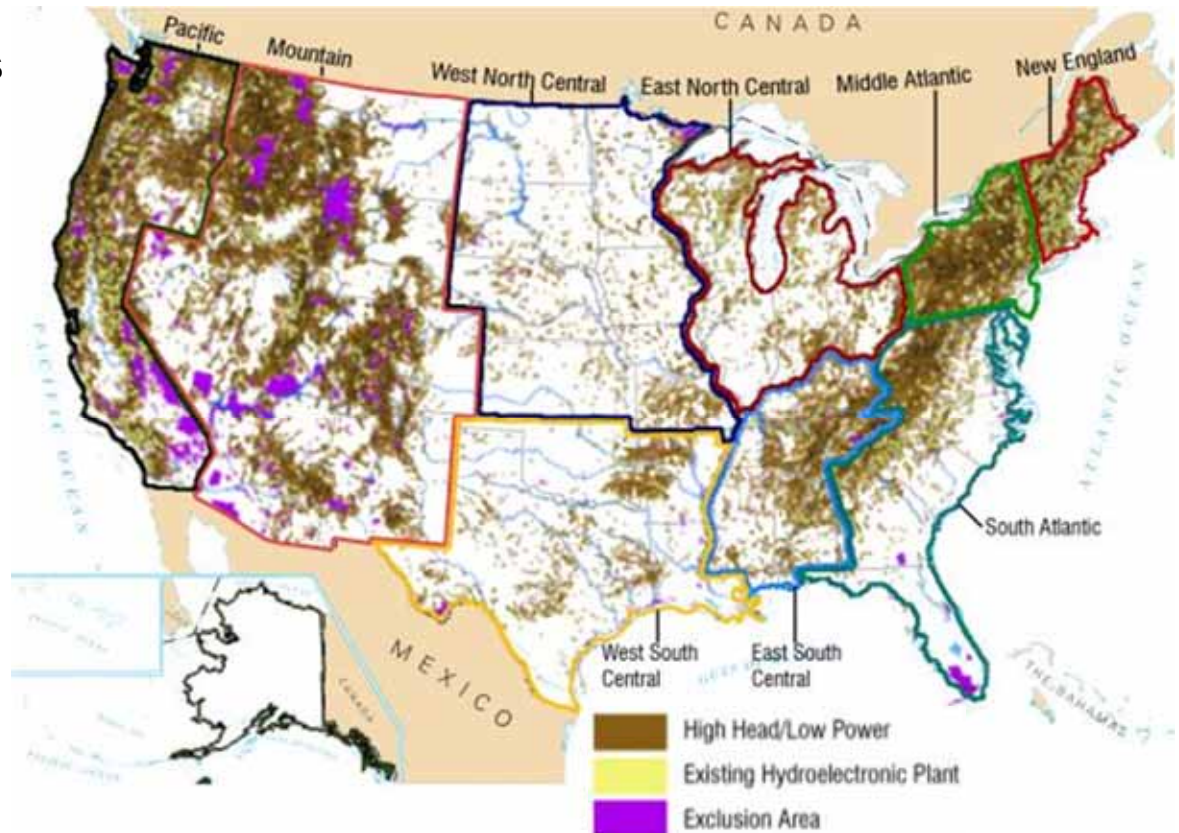 CANADA
Pacific
Mountain
West North Central
East North Central
Middle Atlantic
New England
PACIFIC OCEAN
ATLANTIC OCEAN
South Atlantic
MEXICO
West South
Central
East South
Central
CANADA
THE BAHAMAS
High Head/Low Power
Existing Hydroelectronic Plant
Exclusion Area